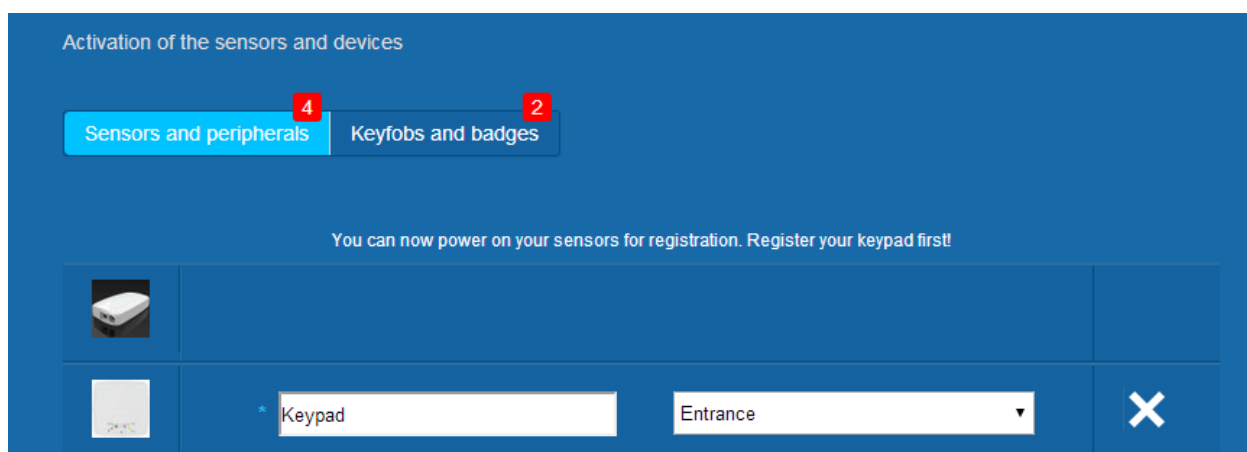 Activation of the sensors and devices
4 2
Sensors and peripherals Keyfobs and badges
You can now power on your sensors for registration. Register your keypad first!
* Keypad Entrance